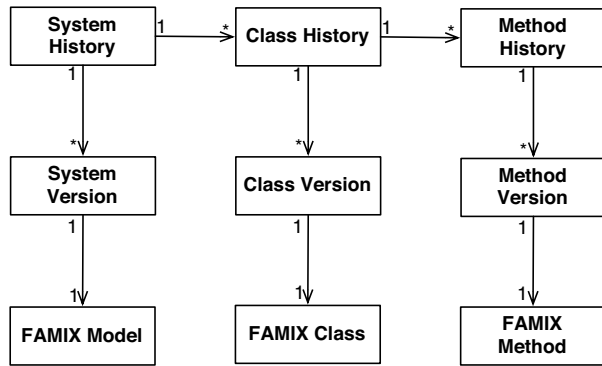 System
History
1
*
Class History
1
*
Method
History
1
1
1
*
*
*
System
Version
Class Version
Method
Version
1
1
1
1
1
1
FAMIX Model
FAMIX Class
FAMIX
Method